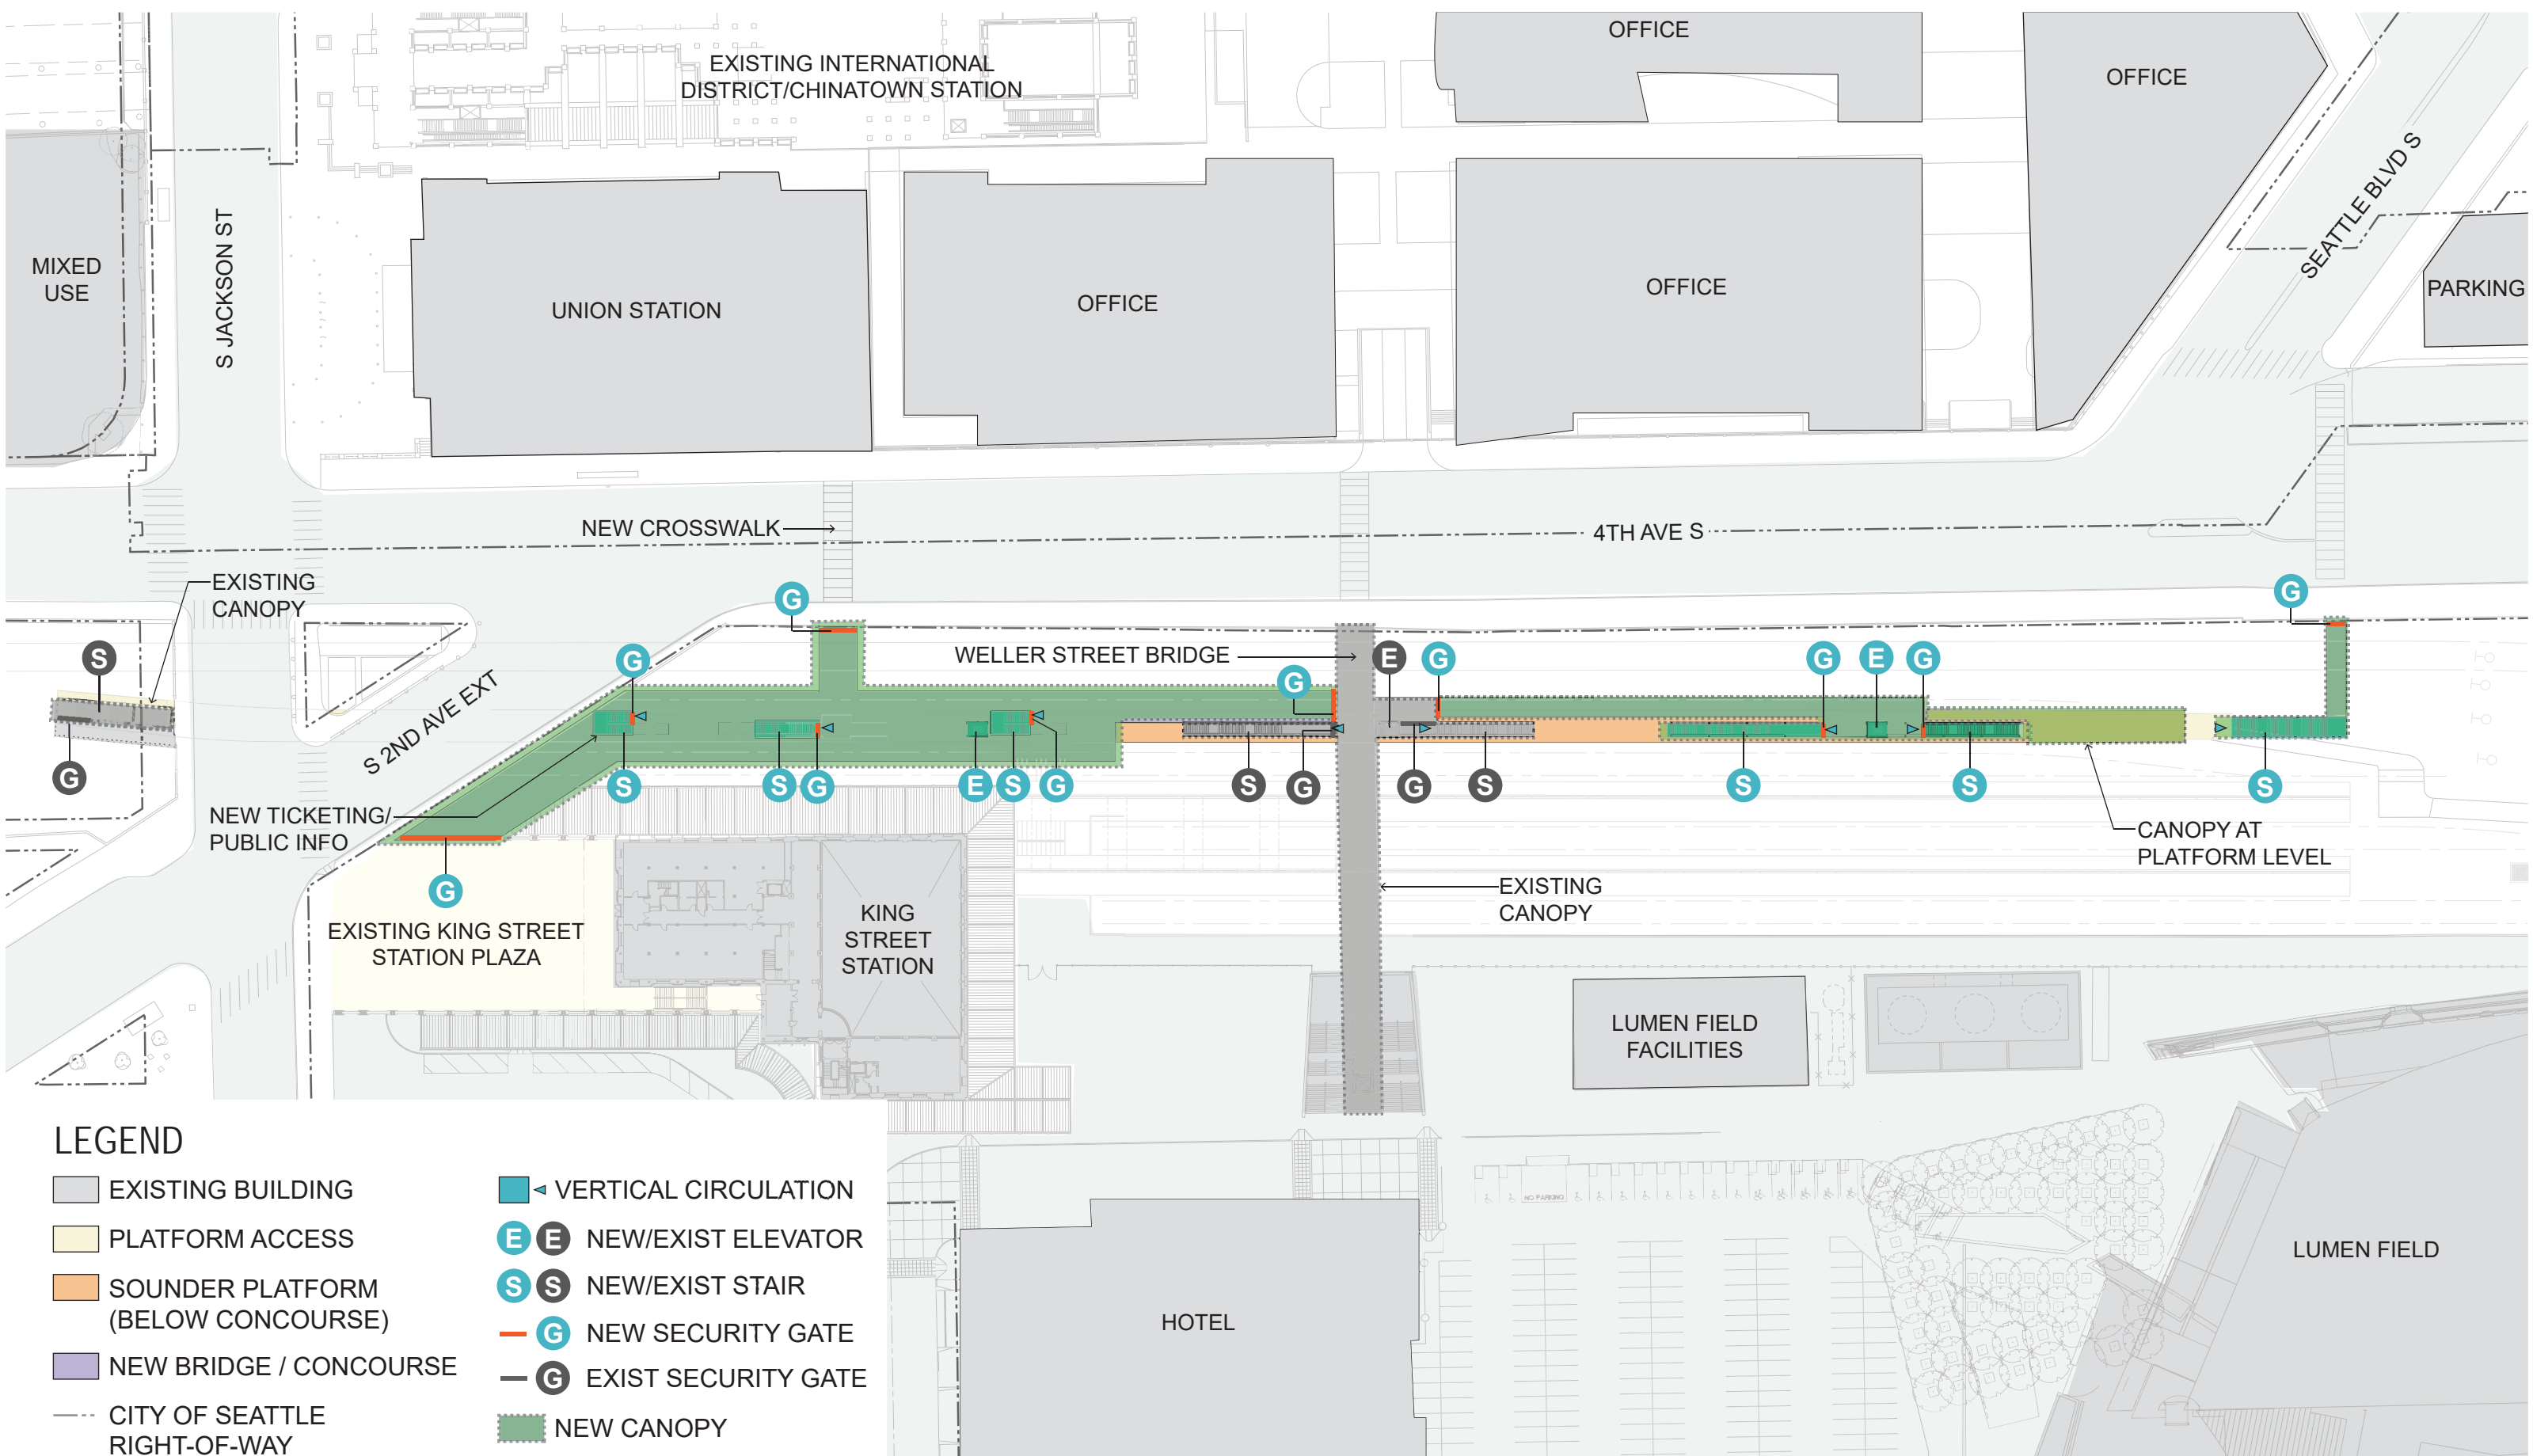 EXISTING INTERNATIONAL
DISTRICT/CHINATOWN STATION
OFFICE
OFFICE
MIXED
USE
S JACKSON ST
UNION STATION
OFFICE
OFFICE
SEATTLE BLVD S
PARKING
NEW CROSSWALK
4TH AVE S
EXISTING
CANOPY
G
G
S
G
WELLER STREET BRIDGE
E
G
G
E
G
G
S 2ND AVE EXT
G
S
S
G
E
S
G
S
G
G
S
S
S
S
NEW TICKETING/
PUBLIC INFO
CANOPY AT
PLATFORM LEVEL
G
EXISTING
CANOPY
EXISTING KING STREET
STATION PLAZA
KING
STREET
STATION
LUMEN FIELD
FACILITIES
NO PARKING
LUMEN FIELD
HOTEL
LEGEND
EXISTING BUILDING
PLATFORM ACCESS
SOUNDER PLATFORM
(BELOW CONCOURSE)
NEW BRIDGE / CONCOURSE
CITY OF SEATTLE
RIGHT-OF-WAY
VERTICAL CIRCULATION
E E NEW/EXIST ELEVATOR
S S NEW/EXIST STAIR
G NEW SECURITY GATE
G EXIST SECURITY GATE
NEW CANOPY